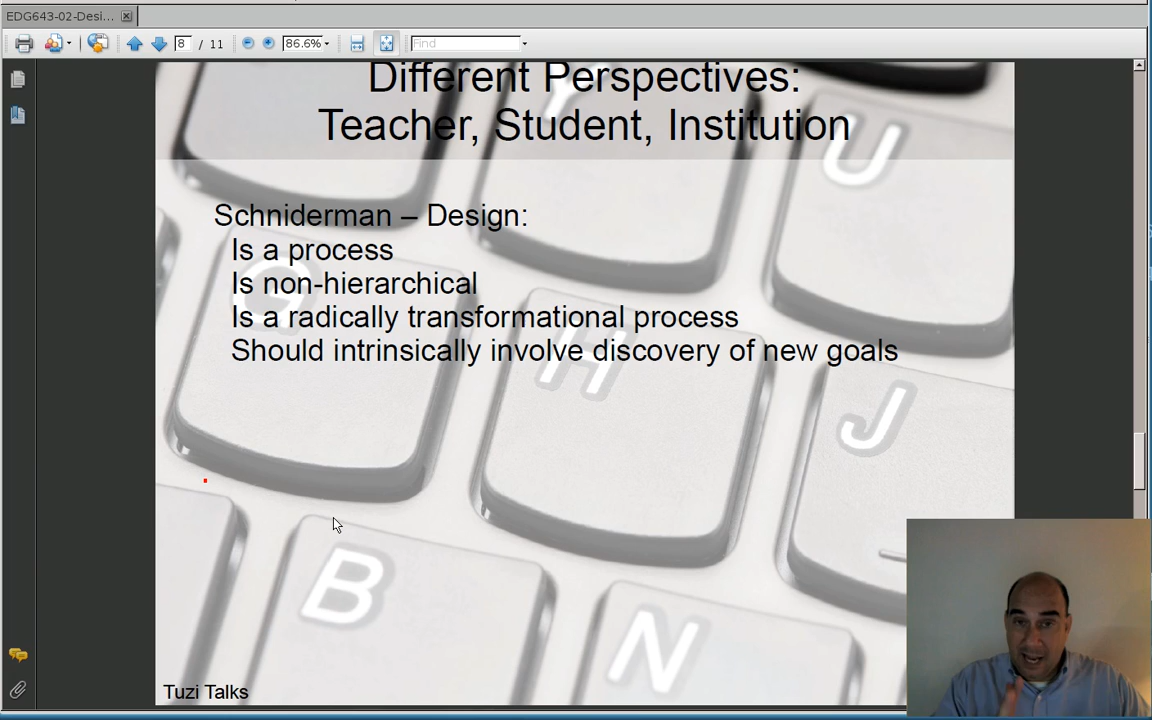 EDG643-02-Desi...
8 / 11
86.6%
Find
Different Perspectives:
Teacher, Student, Institution
Schniderman – Design:
Is a process
Is non-hierarchical
Is a radically transformational process
Should intrinsically involve discovery of new goals
Y
U
G
H
J
B
N
Tuzi Talks